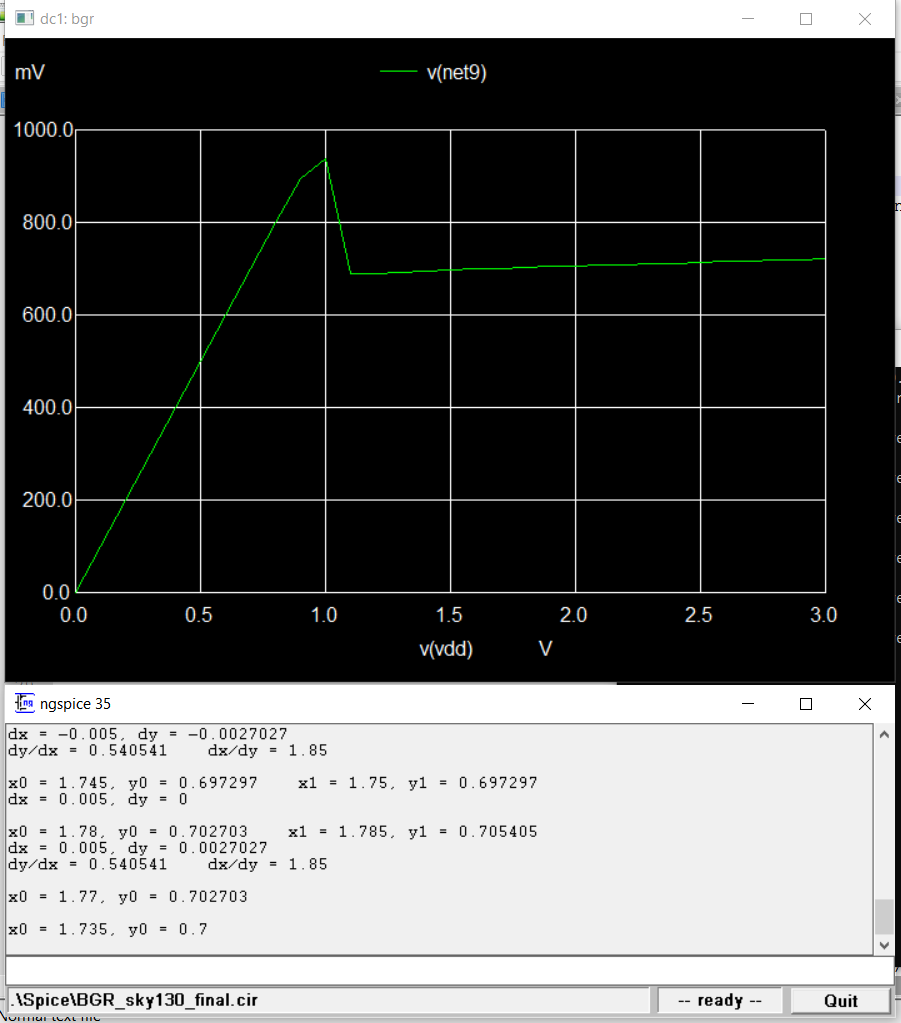 dc1: bgr
mV
v(net9)
1000.0
800.0
600.0
400.0
200.0
0.0
0.0 0.5 1.0 1.5 2.0 2.5 3.0
v(vdd) V
ngspice 35
dx = -0.005, dy = -0.0027027
dy/dx = 0.540541 dx/dy = 1.85
x0 = 1.745, y0 = 0.697297 x1 = 1.75, y1 = 0.697297
dx = 0.005, dy = 0
x0 = 1.78, y0 = 0.702703 x1 = 1.785, y1 = 0.705405
dx = 0.005, dy = 0.0027027
dy/dx = 0.540541 dx/dy = 1.85
x0 = 1.77, y0 = 0.702703
x0 = 1.735, y0 = 0.7
.\Spice\BGR_sky130_final.cir
-- ready --
Quit
Normal text file